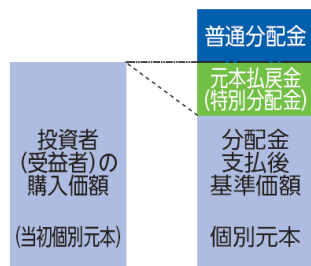 普通分配金
元本払戻金
(特別分配金)
投資者
(受益者)の
購入価額
(当初個別元本)
分配金
支払後
基準価額
個別元本